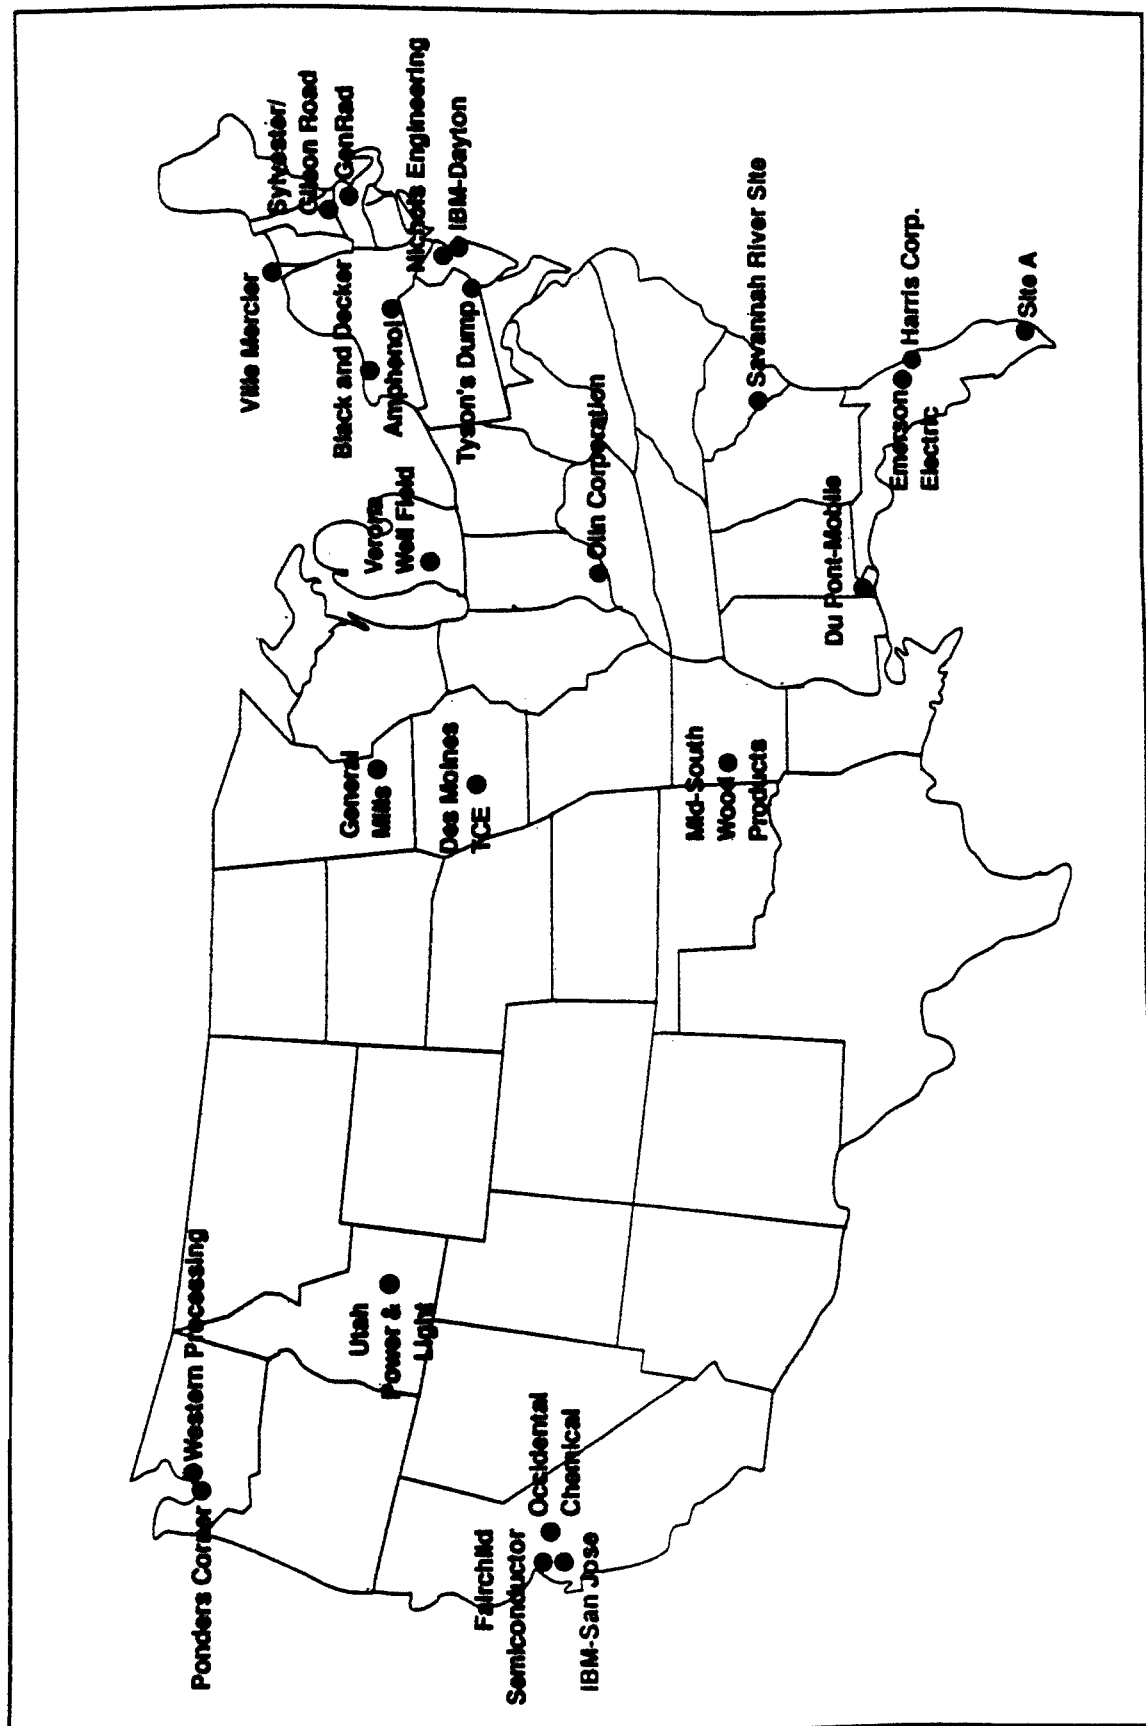 Ponders Corner
Western Processing
Utah
Power &
Light
Fairchild
Semiconductor
Occidental
Chemical
IBM-San Jose
General
Mills
Des Moines
TCE
Mid-South
Wood
Products
Verona
Well Field
Olin Corporation
Du Pont-Mobile
Ville Mercier
Black and Decker
Amphenol
Tyson's Dump
Sylvester/
Gilson Road
GenRad
Nichols Engineering
IBM-Dayton
Savannah River Site
Emerson
Electric
Harris Corp.
Site A